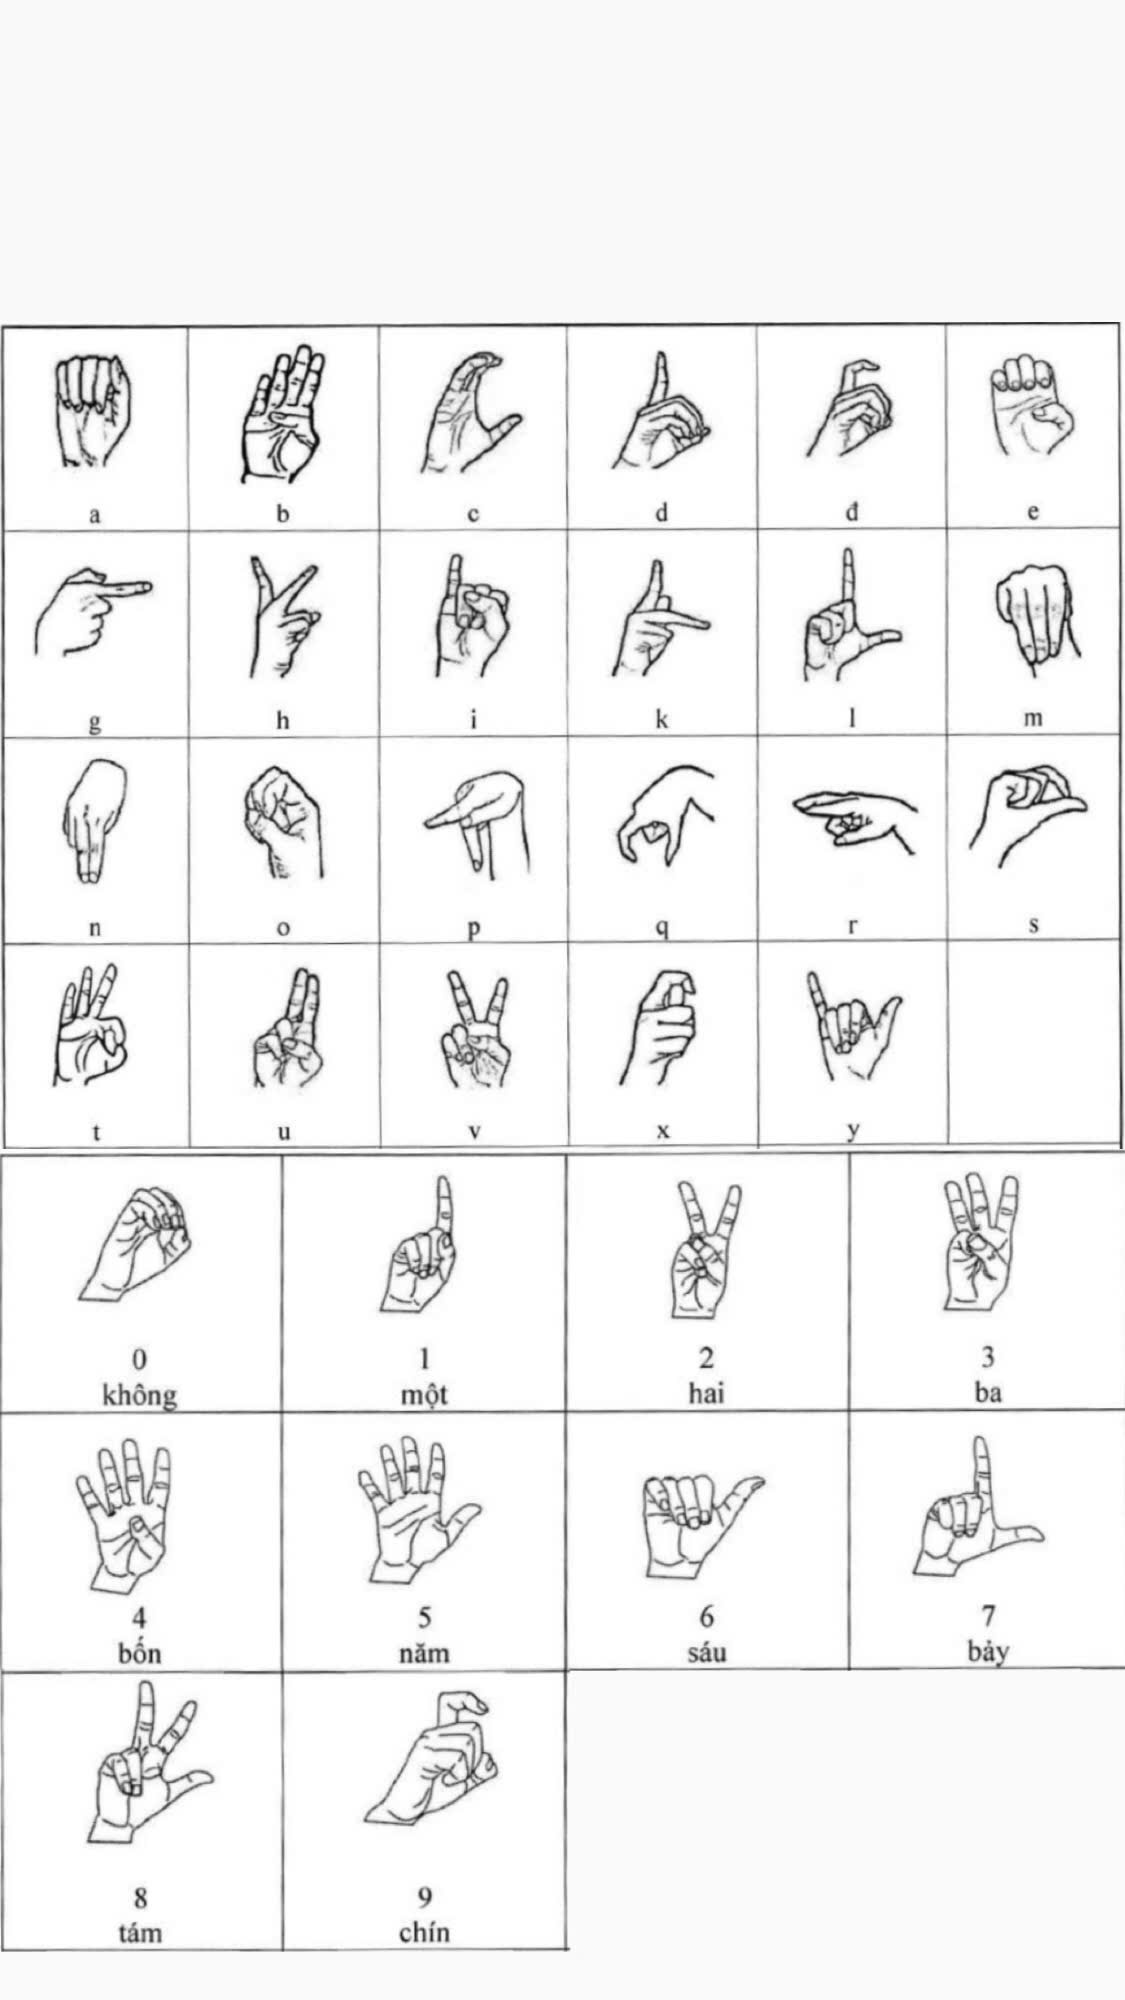 a b c d đ e
g h i k l m
n o p q r s
t u v x y
0 1 2 3
không một hai ba
4 5 6 7
bốn năm sáu bảy
8 9
tám chín